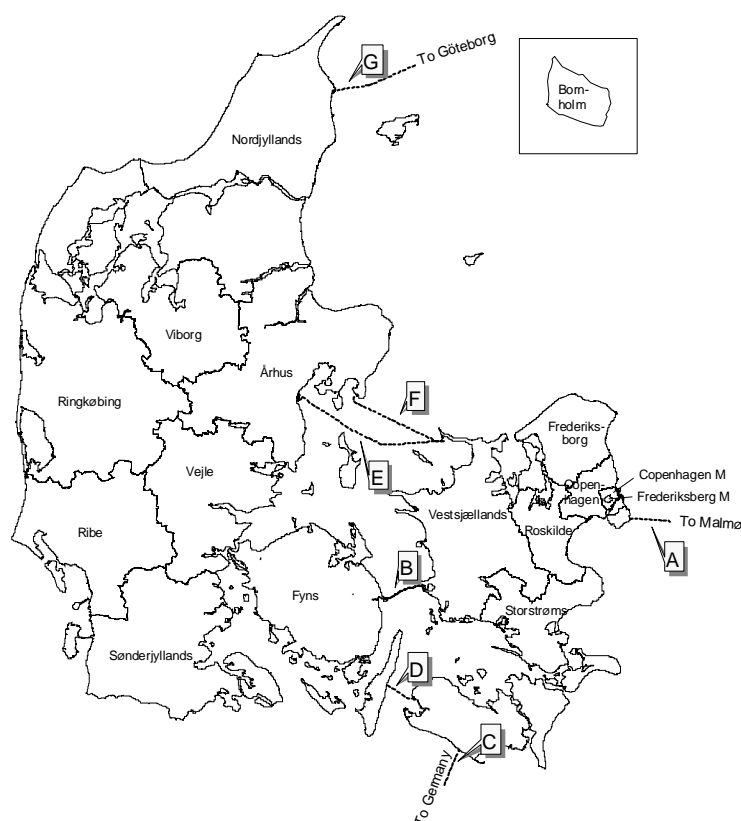 G
To Göteborg
Born-
holm
Nordjyllands
Viborg
Århus
Ringkøbing
F
Frederiks-
borg
Vejle
E
Copen-
hagen
Copenhagen M
Frederiksberg M
Vestsjællands
To Malmø
Ribe
Roskilde
A
B
Fyns
Storstrøms
Sønderjyllands
D
C
To Germany